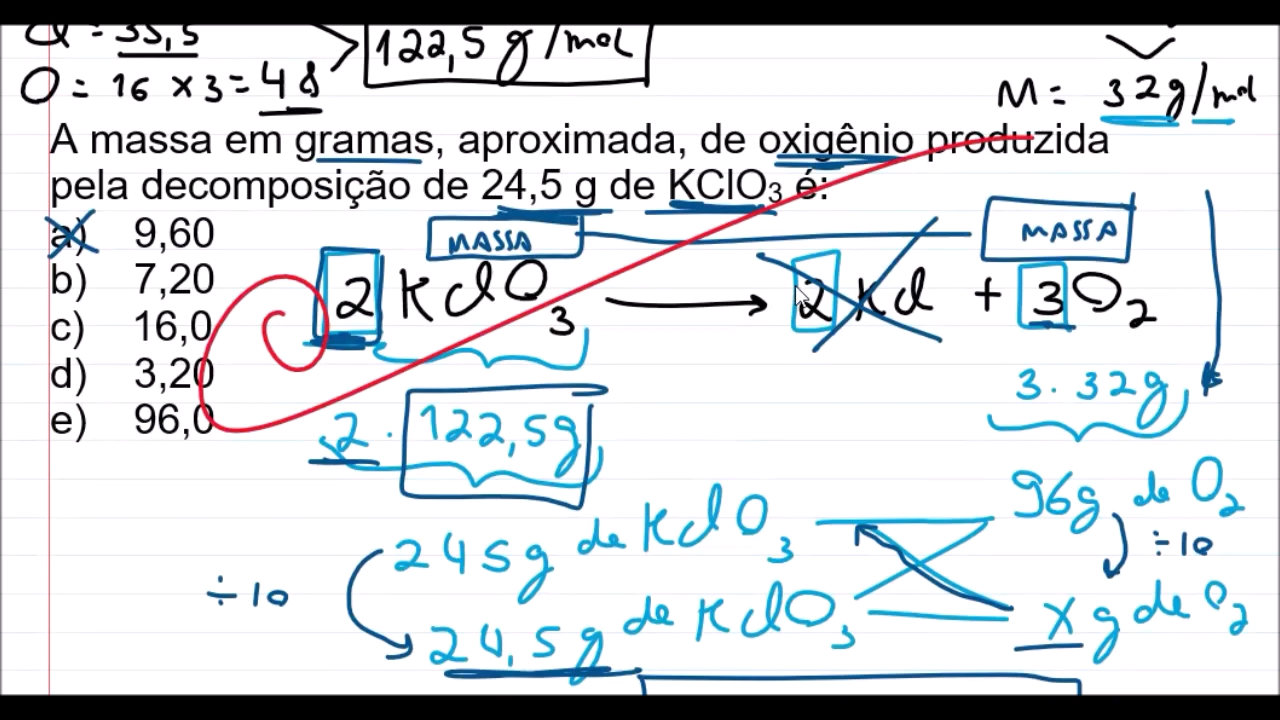 Cl = 35,5
O = 16 x 3 = 48
122,5 g/mol
M = 32g/mol
A massa em gramas, aproximada, de oxigênio produzida
pela decomposição de 24,5 g de KClO₃ é:
a) 9,60
b) 7,20
c) 16,0
d) 3,20
e) 96,0
MASSA MASSA
2 KClO₃ → 2 KCl + 3 O₂
2 . 122,5g 3 . 32g
245g de KClO₃ 96g de O₂
÷10 ÷10
24,5g de KClO₃ x g de O₂